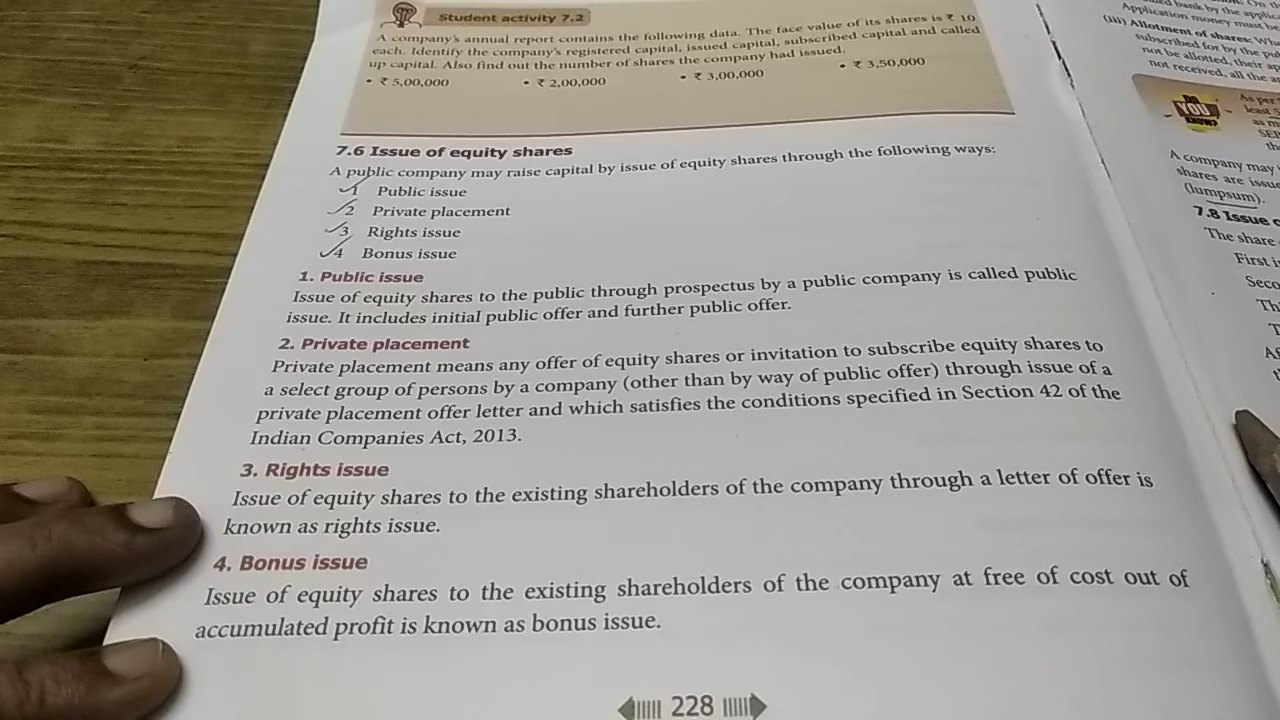 Student activity 7.2
A company's annual report contains the following data. The face value of its shares is ₹ 10
each. Identify the company's registered capital, issued capital, subscribed capital and called
up capital. Also find out the number of shares the company had issued.
• ₹ 5,00,000 • ₹ 2,00,000 • ₹ 3,00,000 • ₹ 3,50,000
7.6 Issue of equity shares
A public company may raise capital by issue of equity shares through the following ways:
1 Public issue
2 Private placement
3 Rights issue
4 Bonus issue
1. Public issue
Issue of equity shares to the public through prospectus by a public company is called public
issue. It includes initial public offer and further public offer.
2. Private placement
Private placement means any offer of equity shares or invitation to subscribe equity shares to
a select group of persons by a company (other than by way of public offer) through issue of a
private placement offer letter and which satisfies the conditions specified in Section 42 of the
Indian Companies Act, 2013.
3. Rights issue
Issue of equity shares to the existing shareholders of the company through a letter of offer is
known as rights issue.
4. Bonus issue
Issue of equity shares to the existing shareholders of the company at free of cost out of
accumulated profit is known as bonus issue.
228
bank by the
Application money must be
(iii) Allotment of shares:
subscribed for by the
not be allotted, their
not received, all the
DO YOU KNOW?
As per
least
as
A company may
shares are
(lumpsum).
7.8 Issue
The share
First